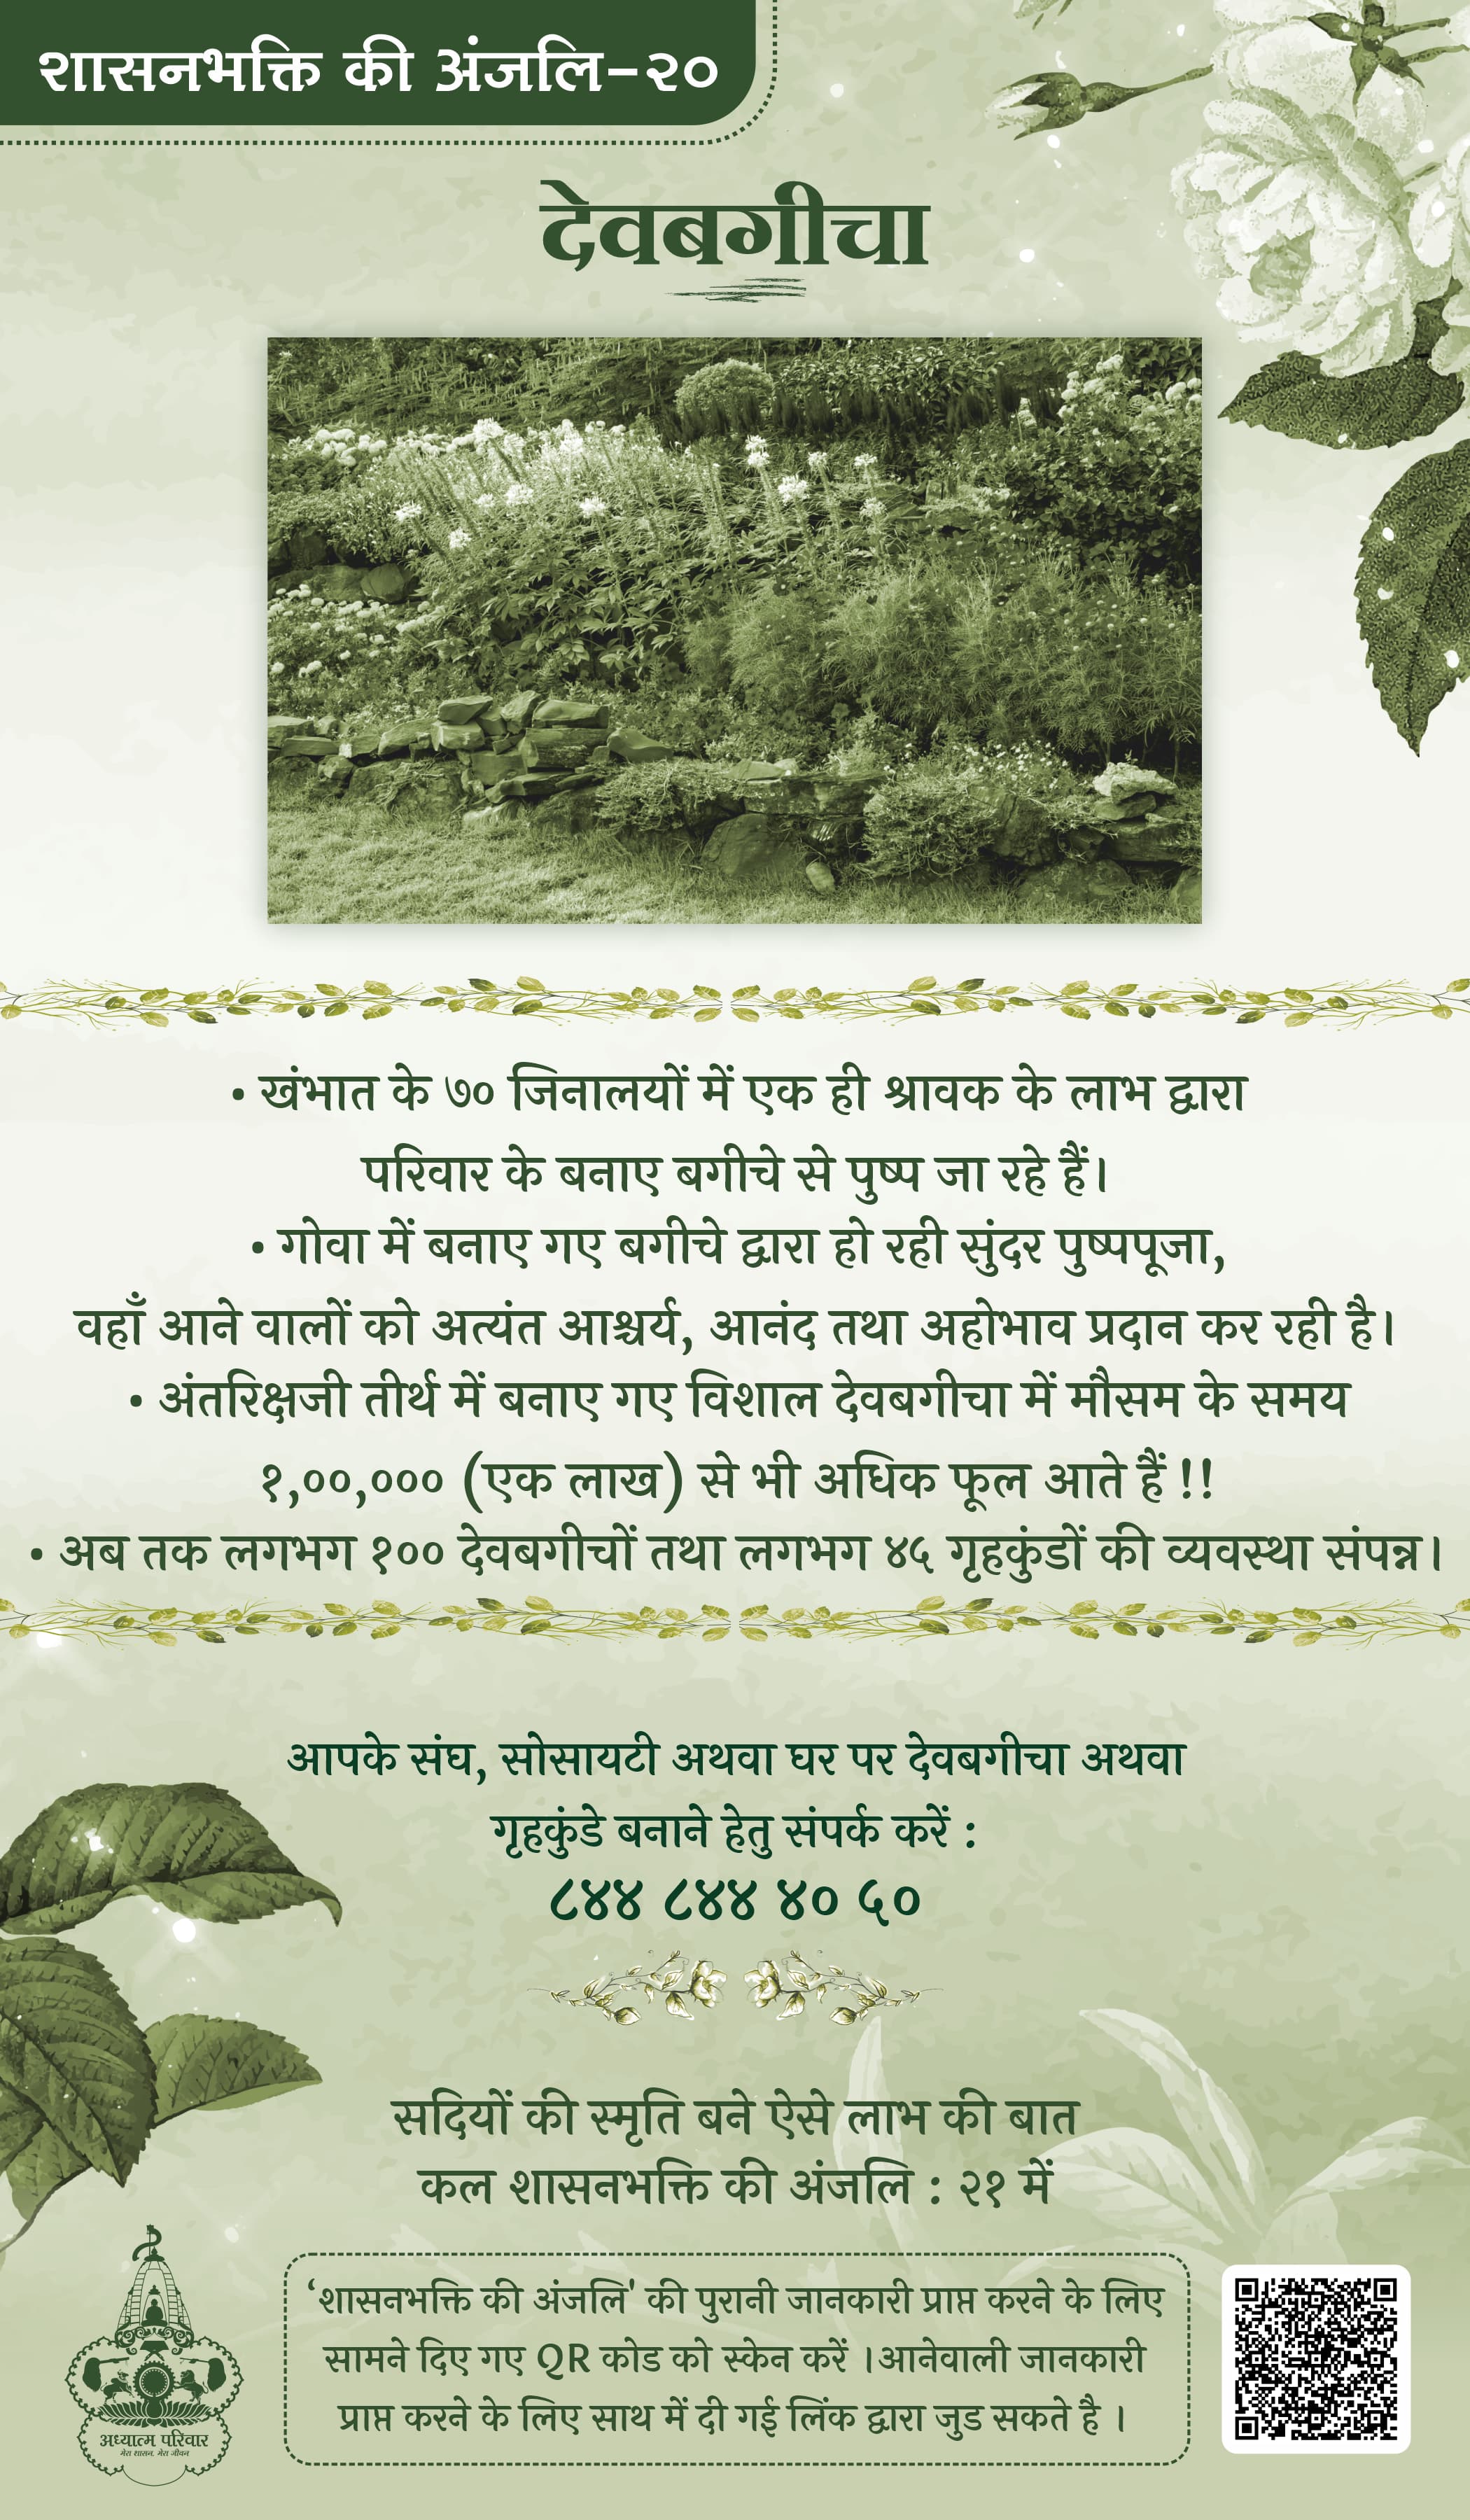 शासनभक्ति की अंजलि-२०
देवबगीचा
• खंभात के ७० जिनालयों में एक ही श्रावक के लाभ द्वारा
परिवार के बनाए बगीचे से पुष्प जा रहे हैं।
• गोवा में बनाए गए बगीचे द्वारा हो रही सुंदर पुष्पपूजा,
वहाँ आने वालों को अत्यंत आश्चर्य, आनंद तथा अहोभाव प्रदान कर रही है।
• अंतरिक्षजी तीर्थ में बनाए गए विशाल देवबगीचा में मौसम के समय
१,००,००० (एक लाख) से भी अधिक फूल आते हैं !!
• अब तक लगभग १०० देवबगीचों तथा लगभग ४५ गृहकुंडों की व्यवस्था संपन्न।
आपके संघ, सोसायटी अथवा घर पर देवबगीचा अथवा
गृहकुंडे बनाने हेतु संपर्क करें :
८४४ ८४४ ४० ५०
सदियों की स्मृति बने ऐसे लाभ की बात
कल शासनभक्ति की अंजलि : २१ में
‘शासनभक्ति की अंजलि' की पुरानी जानकारी प्राप्त करने के लिए
सामने दिए गए QR कोड को स्केन करें ।आनेवाली जानकारी
प्राप्त करने के लिए साथ में दी गई लिंक द्वारा जुड सकते है ।
अध्यात्म परिवार
मेरा शासन, मेरा जीवन